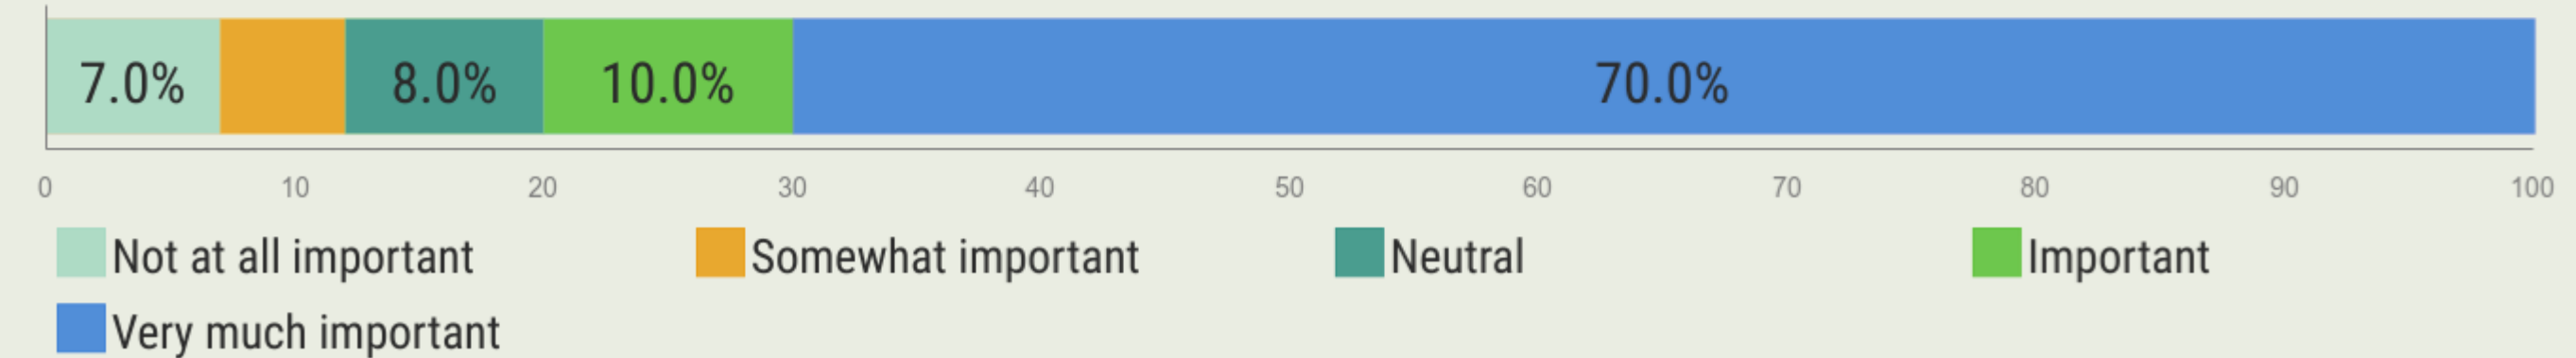 7.0% 8.0% 10.0% 70.0%
0 10 20 30 40 50 60 70 80 90 100
Not at all important Somewhat important Neutral Important
Very much important